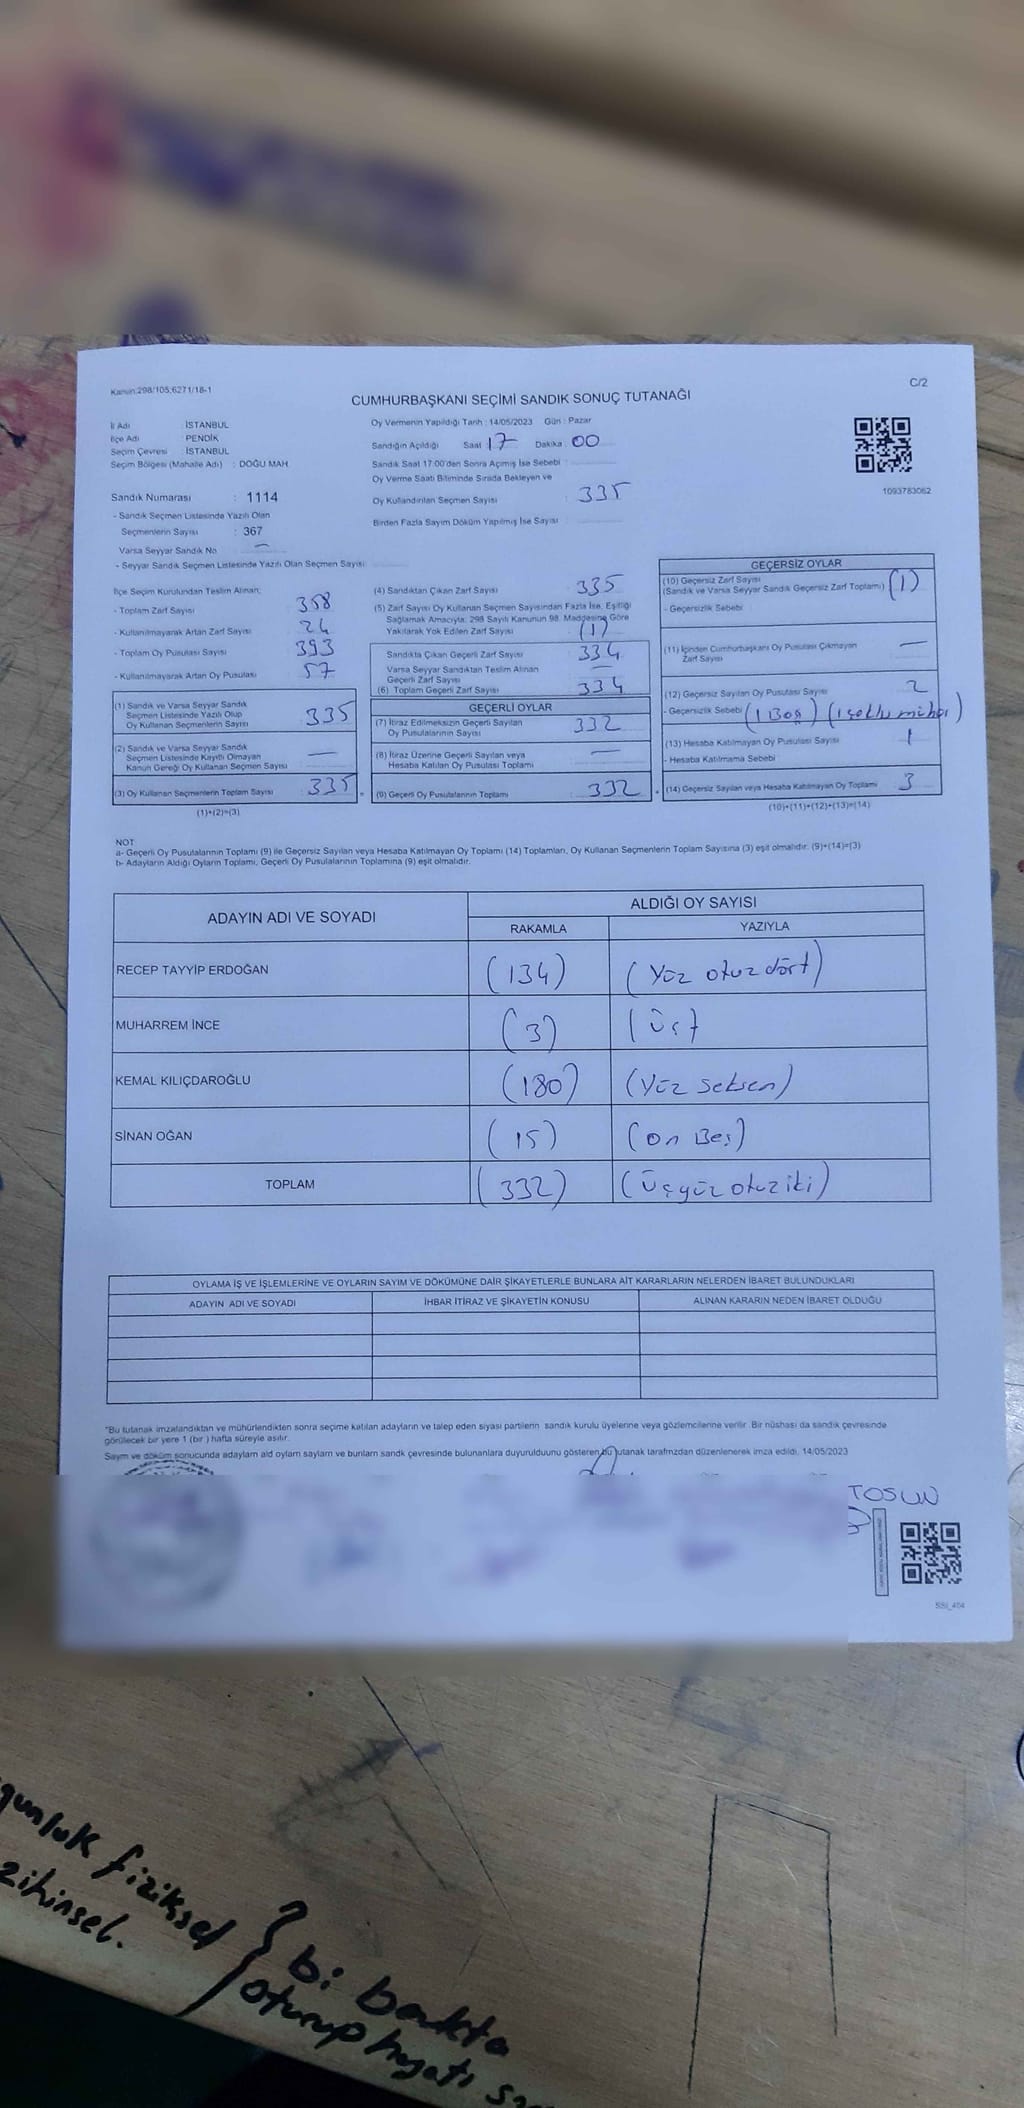 Kanun:298/105;6271/18-1
C/2
CUMHURBAŞKANI SEÇİMİ SANDIK SONUÇ TUTANAĞI
İl Adı : İSTANBUL
İlçe Adı : PENDİK
Seçim Çevresi : İSTANBUL
Seçim Bölgesi (Mahalle Adı) : DOĞU MAH.
Oy Vermenin Yapıldığı Tarih : 14/05/2023 Gün : Pazar
Sandığın Açıldığı Saat 17 Dakika 00
Sandık Saat 17:00'den Sonra Açılmış İse Sebebi :
Oy Verme Saati Bitiminde Sırada Bekleyen ve
Oy Kullandırılan Seçmen Sayısı : 335
Birden Fazla Sayım Döküm Yapılmış İse Sayısı :
1093783062
Sandık Numarası : 1114
- Sandık Seçmen Listesinde Yazılı Olan
Seçmenlerin Sayısı : 367
Varsa Seyyar Sandık No : —
- Seyyar Sandık Seçmen Listesinde Yazılı Olan Seçmen Sayısı
İlçe Seçim Kurulundan Teslim Alınan;
- Toplam Zarf Sayısı : 358
- Kullanılmayarak Artan Zarf Sayısı : 24
- Toplam Oy Pusulası Sayısı : 393
- Kullanılmayarak Artan Oy Pusulası : 57
(1) Sandık ve Varsa Seyyar Sandık
Seçmen Listesinde Yazılı Olup
Oy Kullanan Seçmenlerin Sayısı : 335
(2) Sandık ve Varsa Seyyar Sandık
Seçmen Listesinde Kayıtlı Olmayan
Kanun Gereği Oy Kullanan Seçmen Sayısı : —
(3) Oy Kullanan Seçmenlerin Toplam Sayısı : 335
(1)+(2)=(3)
(4) Sandıktan Çıkan Zarf Sayısı : 335
(5) Zarf Sayısı Oy Kullanan Seçmen Sayısından Fazla İse, Eşitliği
Sağlamak Amacıyla; 298 Sayılı Kanunun 98. Maddesine Göre
Yakılarak Yok Edilen Zarf Sayısı : (1)
Sandıkta Çıkan Geçerli Zarf Sayısı : 334
Varsa Seyyar Sandıktan Teslim Alınan
Geçerli Zarf Sayısı : —
(6) Toplam Geçerli Zarf Sayısı : 334
GEÇERLİ OYLAR
(7) İtiraz Edilmeksizin Geçerli Sayılan
Oy Pusulalarının Sayısı : 332
(8) İtiraz Üzerine Geçerli Sayılan veya
Hesaba Katılan Oy Pusulası Toplamı : —
(9) Geçerli Oy Pusulalarının Toplamı : 332
GEÇERSİZ OYLAR
(10) Geçersiz Zarf Sayısı
(Sandık ve Varsa Seyyar Sandık Geçersiz Zarf Toplamı) : (1)
- Geçersizlik Sebebi :
(11) İçinden Cumhurbaşkanı Oy Pusulası Çıkmayan
Zarf Sayısı : —
(12) Geçersiz Sayılan Oy Pusulası Sayısı : 2
- Geçersizlik Sebebi : (1 Boş)
(13) Hesaba Katılmayan Oy Pusulası Sayısı : 1
- Hesaba Katılmama Sebebi :
(14) Geçersiz Sayılan veya Hesaba Katılmayan Oy Toplamı : 3
(10)+(11)+(12)+(13)=(14)
NOT
a- Geçerli Oy Pusulalarının Toplamı (9) ile Geçersiz Sayılan veya Hesaba Katılmayan Oy Toplamı (14) Toplamları, Oy Kullanan Seçmenlerin Toplam Sayısına (3) eşit olmalıdır. (9)+(14)=(3)
b- Adayların Aldığı Oyların Toplamı, Geçerli Oy Pusulalarının Toplamına (9) eşit olmalıdır.
ADAYIN ADI VE SOYADI ALDIĞI OY SAYISI
RAKAMLA YAZIYLA
RECEP TAYYİP ERDOĞAN (134) (Yüz otuz dört)
MUHARREM İNCE (3) (Üç)
KEMAL KILIÇDAROĞLU (180) (Yüz seksen)
SİNAN OĞAN (15) (On Beş)
TOPLAM (332) (Üçyüz otuz iki)
OYLAMA İŞ VE İŞLEMLERİNE VE OYLARIN SAYIM VE DÖKÜMÜNE DAİR ŞİKAYETLERLE BUNLARA AİT KARARLARIN NELERDEN İBARET BULUNDUKLARI
ADAYIN ADI VE SOYADI İHBAR İTİRAZ VE ŞİKAYETİN KONUSU ALINAN KARARIN NEDEN İBARET OLDUĞU
"Bu tutanak imzalandıktan ve mühürlendikten sonra seçime katılan adayların ve talep eden siyasi partilerin sandık kurulu üyelerine veya gözlemcilerine verilir. Bir nüshası da sandık çevresinde
görülecek bir yere 1 (bir) hafta süreyle asılır.
Saym ve döküm sonucunda adaylarn ald oylarn saylarn ve bunlarn sandk çevresinde bulunanlara duyurulduunu gösteren bu tutanak tarafmzdan düzenlenerek imza edildi. 14/05/2023
TOSUN
SSI_404
fiziksel
zihinsel.
bi bankta
oturup hayatı